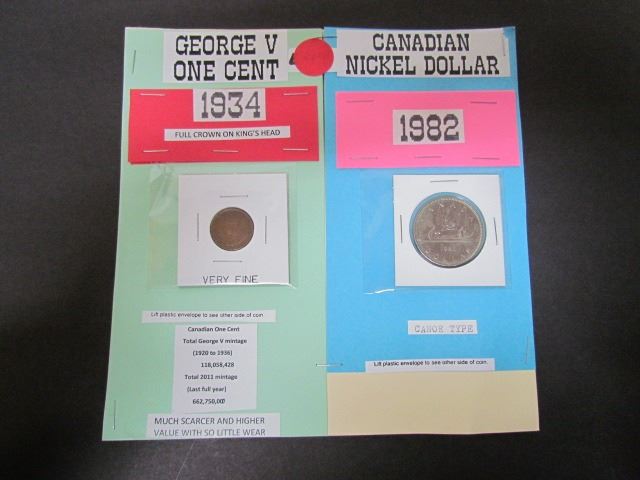 GEORGE V
ONE CENT
1934
FULL CROWN ON KING'S HEAD
VERY FINE
Lift plastic envelope to see other side of coin
Canadian One Cent
Total George V mintage
(1920 to 1936)
118,058,428
Total 2011 mintage
(Last full year)
662,750,000
MUCH SCARCER AND HIGHER
VALUE WITH SO LITTLE WEAR
CANADIAN
NICKEL DOLLAR
1982
CANADA
DOLLAR
CANOE TYPE
Lift plastic envelope to see other side of coin.